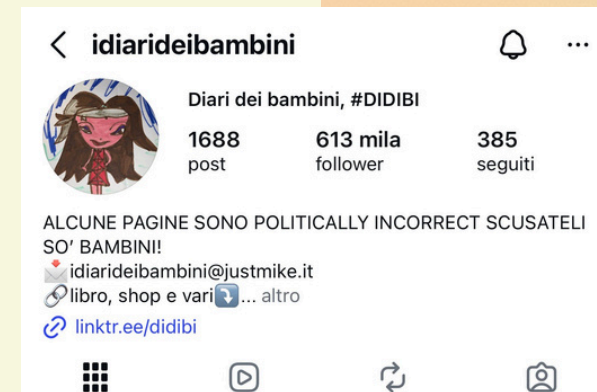 idiarideibambini
Diari dei bambini, #DIDIBI
1688 613 mila 385
post follower seguiti
ALCUNE PAGINE SONO POLITICALLY INCORRECT SCUSATELI
SO' BAMBINI!
📩idiarideibambini@justmike.it
🔗libro, shop e vari⤵️... altro
linktr.ee/didibi